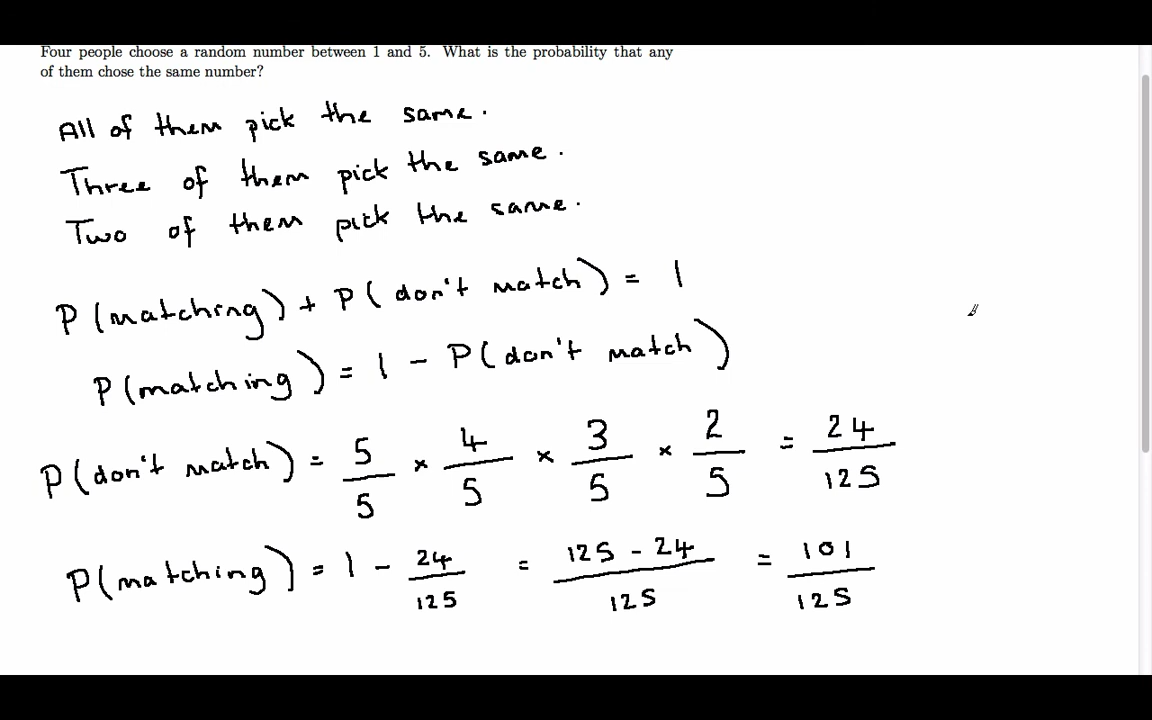 Four people choose a random number between 1 and 5. What is the probability that any
of them chose the same number?
All of them pick the same.
Three of them pick the same.
Two of them pick the same.
P(matching) + P(don't match) = 1
P(matching) = 1 - P(don't match)
P(don't match) = 5/5 × 4/5 × 3/5 × 2/5 = 24/125
P(matching) = 1 - 24/125 = 125 - 24/125 = 101/125